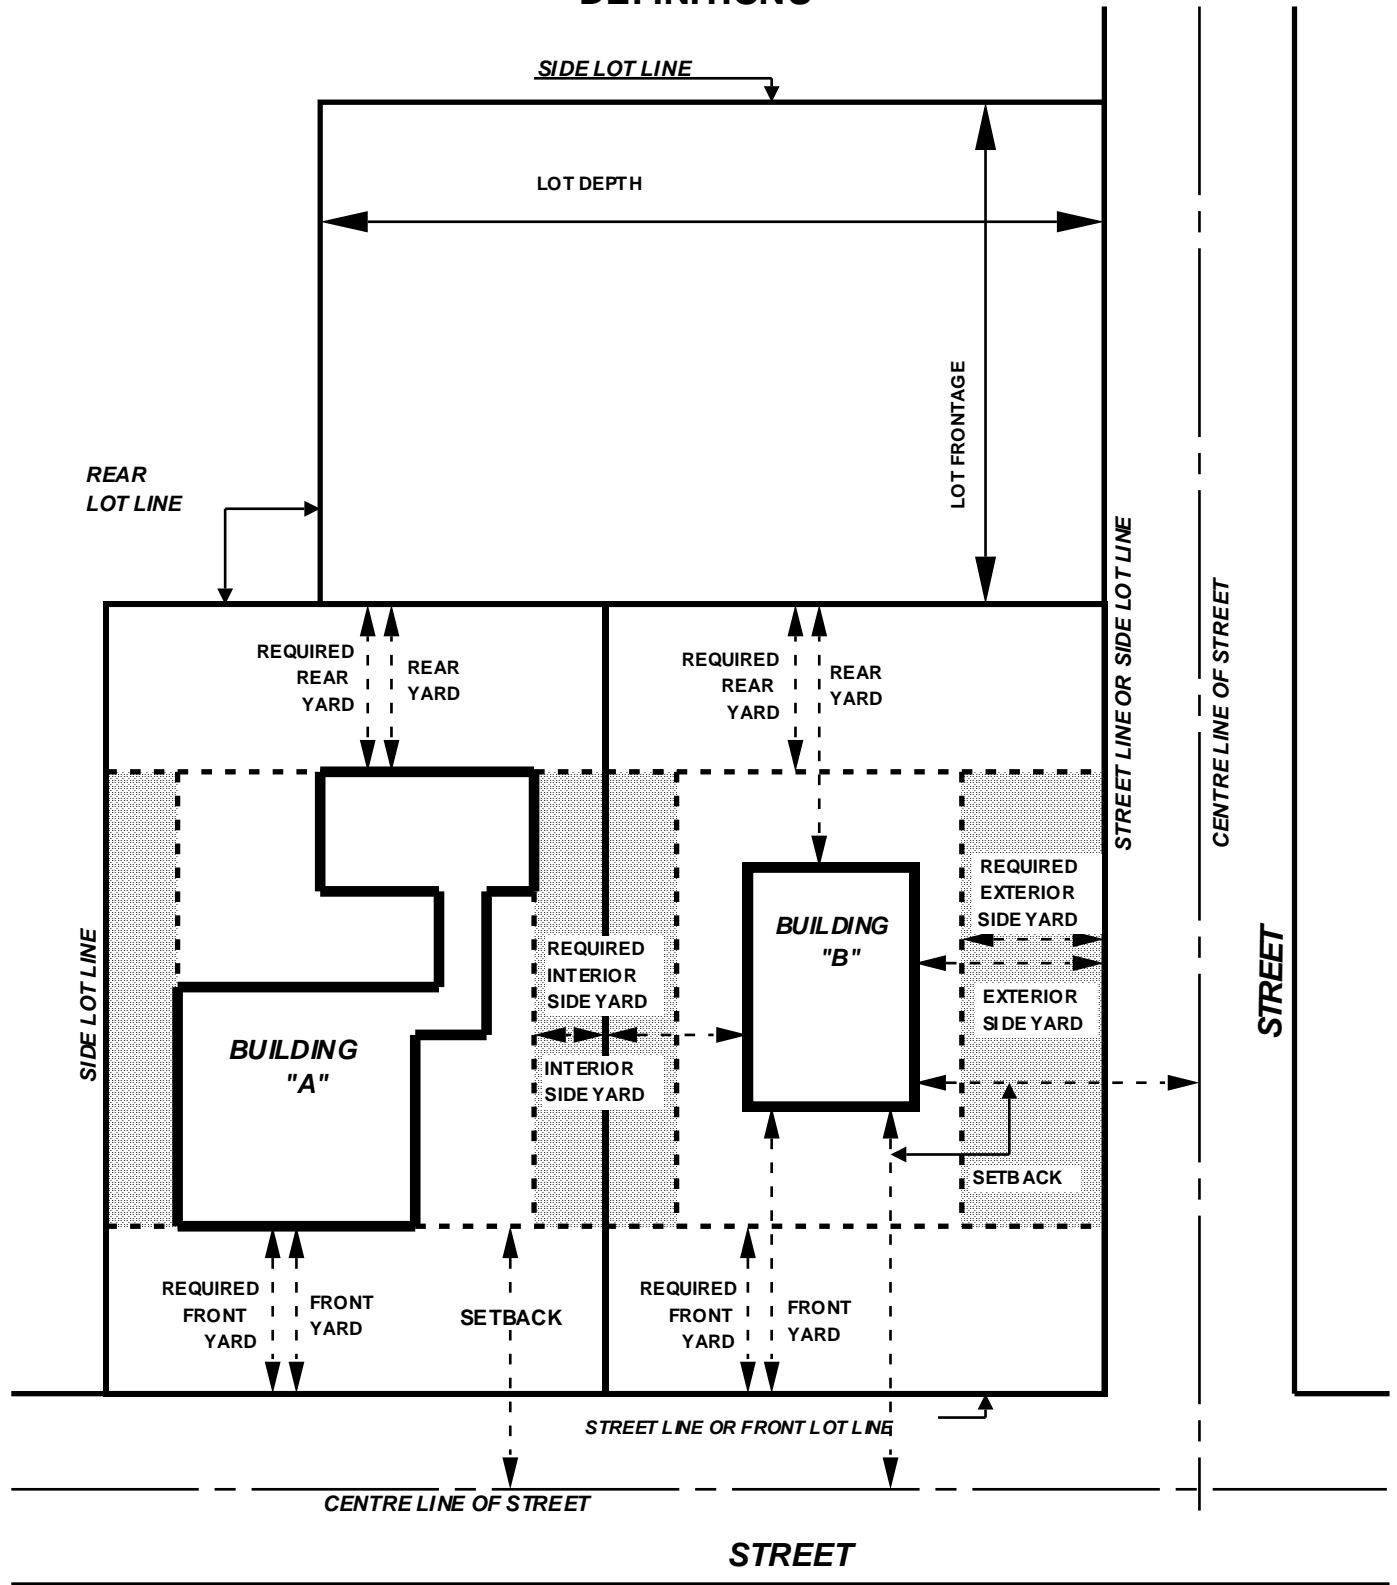 DEFINITIONS
SIDE LOT LINE
LOT DEPTH
LOT FRONTAGE
REAR
LOT LINE
STREET LINE OR SIDE LOT LINE
CENTRE LINE OF STREET
STREET
REQUIRED
REAR
YARD
REAR
YARD
REQUIRED
REAR
YARD
REAR
YARD
SIDE LOT LINE
BUILDING
"A"
REQUIRED
INTERIOR
SIDE YARD
INTERIOR
SIDE YARD
BUILDING
"B"
REQUIRED
EXTERIOR
SIDE YARD
EXTERIOR
SIDE YARD
SETBACK
REQUIRED
FRONT
YARD
FRONT
YARD
SETBACK
REQUIRED
FRONT
YARD
FRONT
YARD
STREET LINE OR FRONT LOT LINE
CENTRE LINE OF STREET
STREET